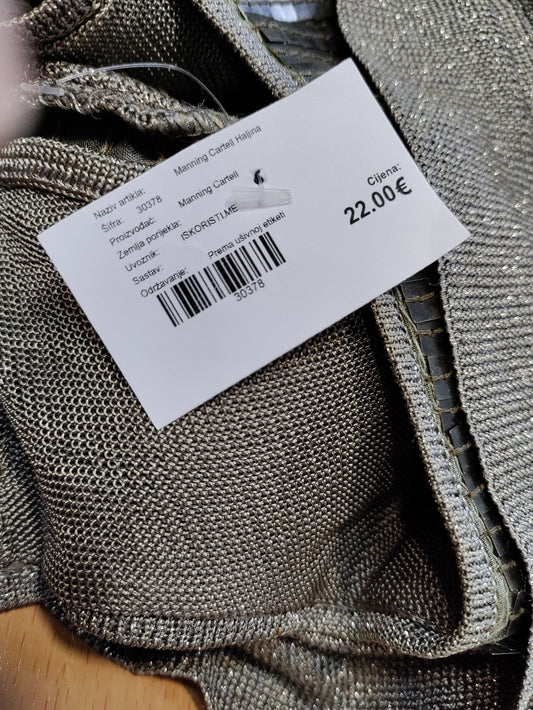 Naziv artikla: Manning Cartell Haljina
Šifra: 30378
Proizvođač: Manning Cartell
Zemlja porijekla:
Uvoznik: ISKORISTI.ME
Sastav:
Održavanje: Prema ušivnoj etiketi
30378
Cijena:
22.00€